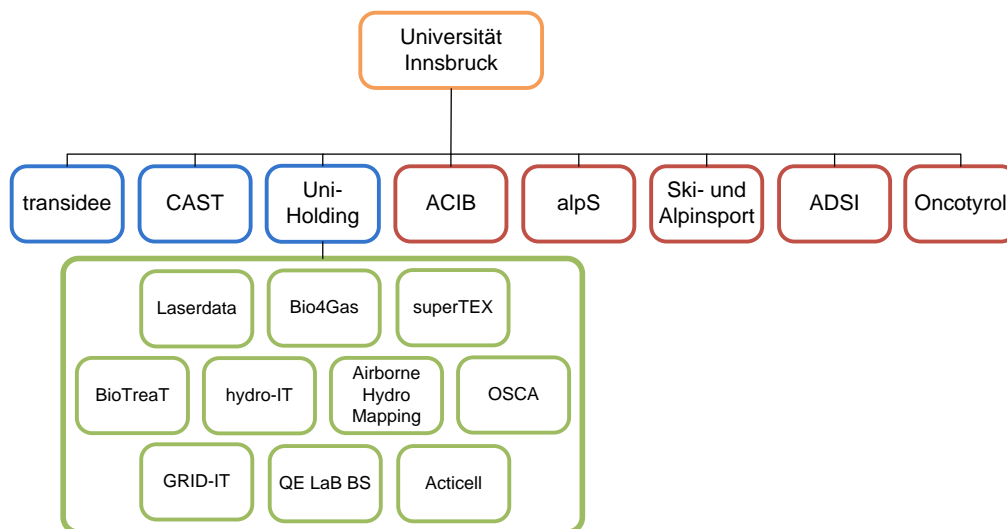 Universität
Innsbruck
transidee
CAST
Uni-
Holding
ACIB
alpS
Ski- und
Alpinsport
ADSI
Oncotyrol
Laserdata
Bio4Gas
superTEX
BioTreaT
hydro-IT
Airborne
Hydro
Mapping
OSCA
GRID-IT
QE LaB BS
Acticell